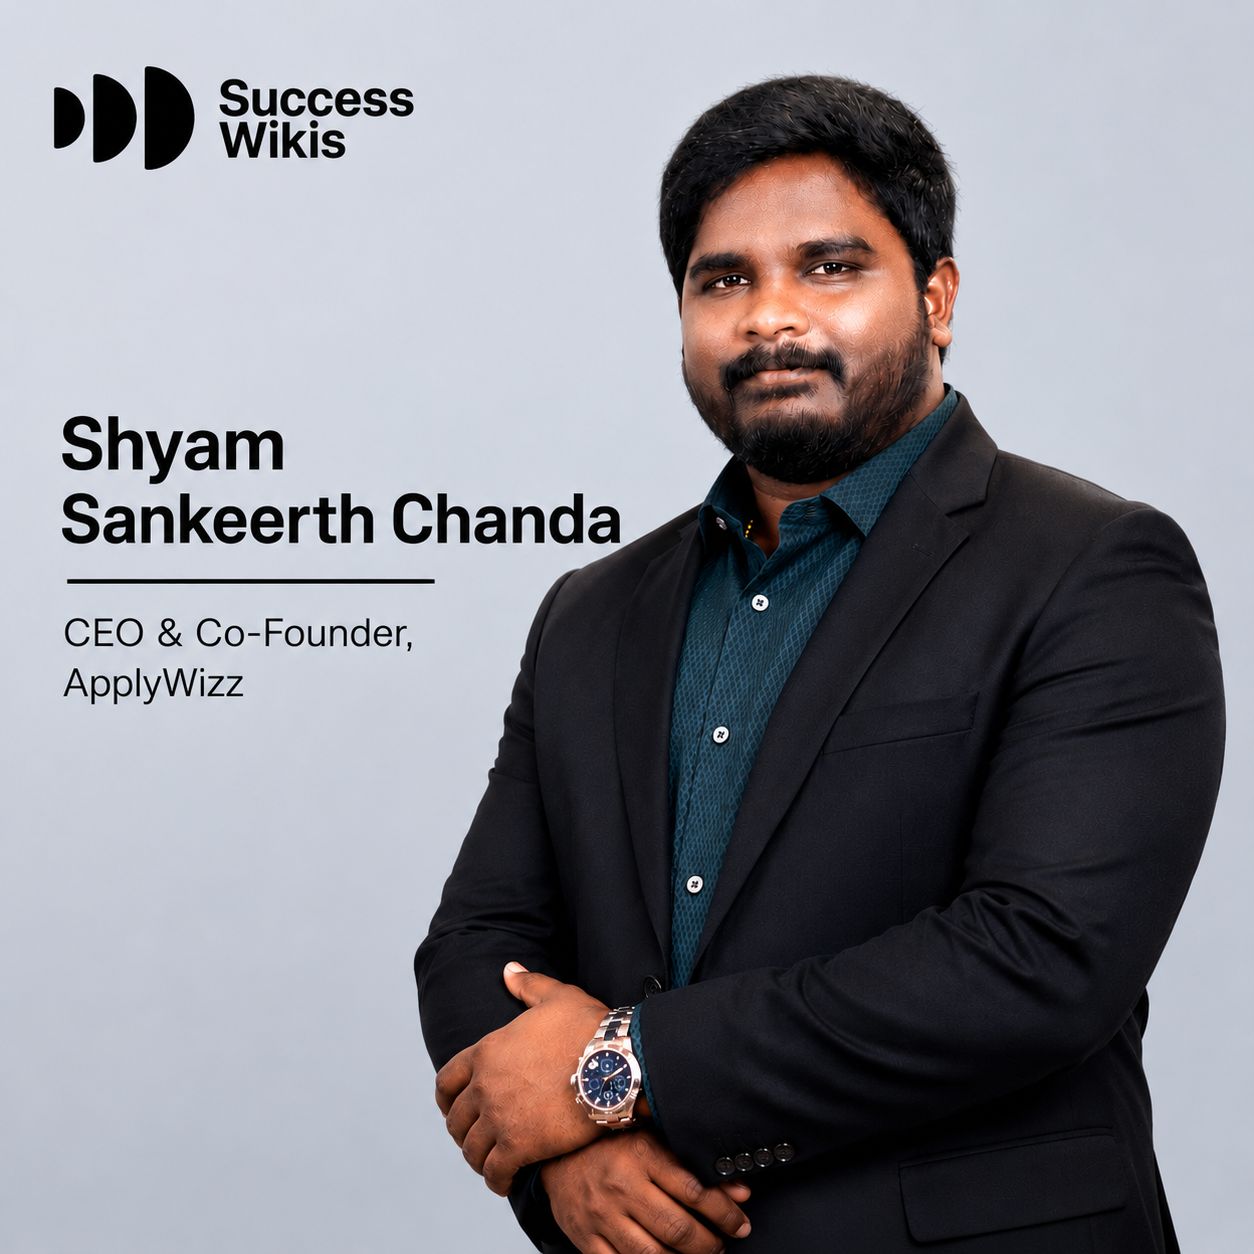 Success
Wikis
Shyam
Sankeerth Chanda
CEO & Co-Founder,
ApplyWizz